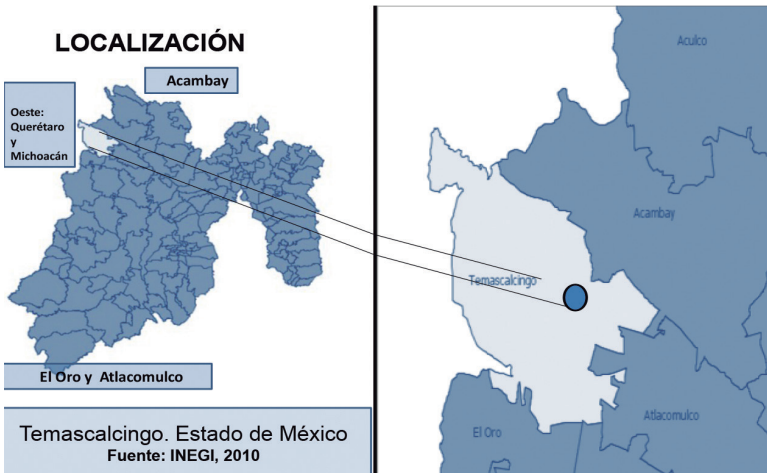 LOCALIZACIÓN
Acambay
Oeste:
Querétaro
y
Michoacán
El Oro y Atlacomulco
Temascalcingo. Estado de México
Fuente: INEGI, 2010
Aculco
Acambay
Temascalcingo
Atlacomulco
El Oro